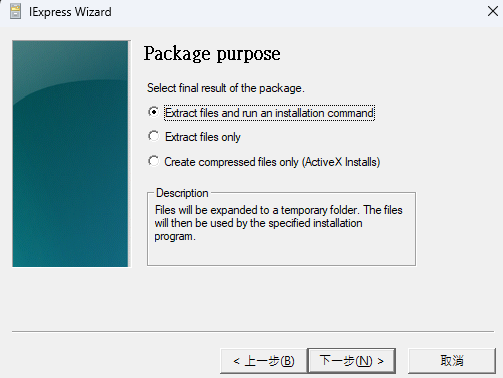 IExpress Wizard
Package purpose
Select final result of the package.
Extract files and run an installation command
Extract files only
Create compressed files only (ActiveX Installs)
Description
Files will be expanded to a temporary folder. The files
will then be used by the specified installation
program.
< 上一步(B) 下一步(N) > 取消